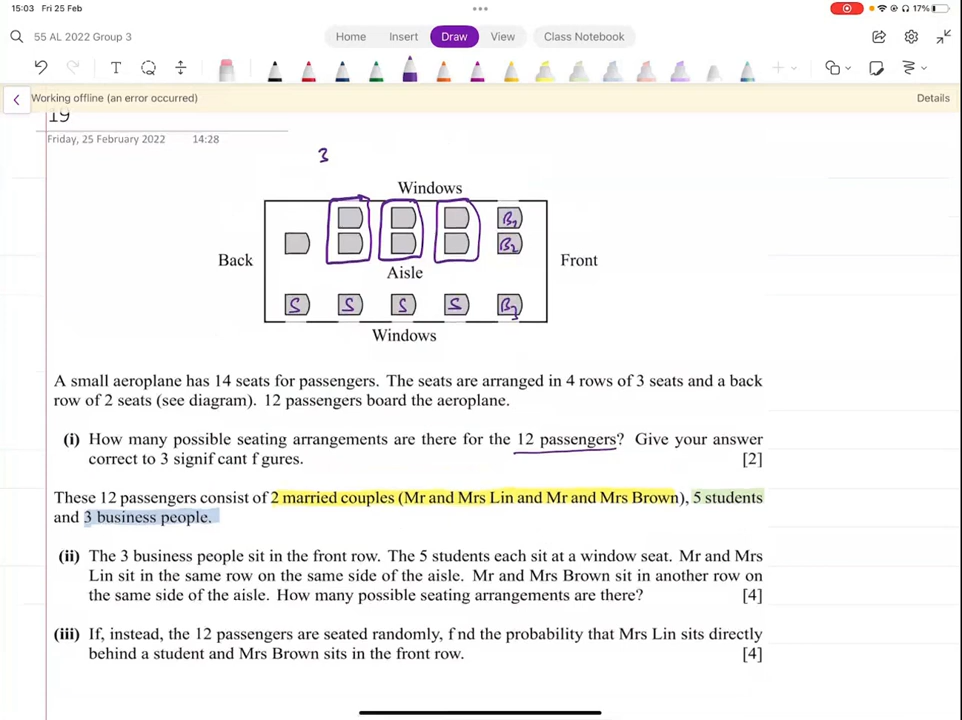 15:03 Fri 25 Feb
17%
55 AL 2022 Group 3
Home Insert Draw View Class Notebook
Working offline (an error occurred)
Details
19
Friday, 25 February 2022 14:28
3
Windows
B1
B2
Back
Front
Aisle
S S S S B3
Windows
A small aeroplane has 14 seats for passengers. The seats are arranged in 4 rows of 3 seats and a back
row of 2 seats (see diagram). 12 passengers board the aeroplane.
(i) How many possible seating arrangements are there for the 12 passengers? Give your answer
correct to 3 signif cant f gures. [2]
These 12 passengers consist of 2 married couples (Mr and Mrs Lin and Mr and Mrs Brown), 5 students
and 3 business people.
(ii) The 3 business people sit in the front row. The 5 students each sit at a window seat. Mr and Mrs
Lin sit in the same row on the same side of the aisle. Mr and Mrs Brown sit in another row on
the same side of the aisle. How many possible seating arrangements are there? [4]
(iii) If, instead, the 12 passengers are seated randomly, f nd the probability that Mrs Lin sits directly
behind a student and Mrs Brown sits in the front row. [4]